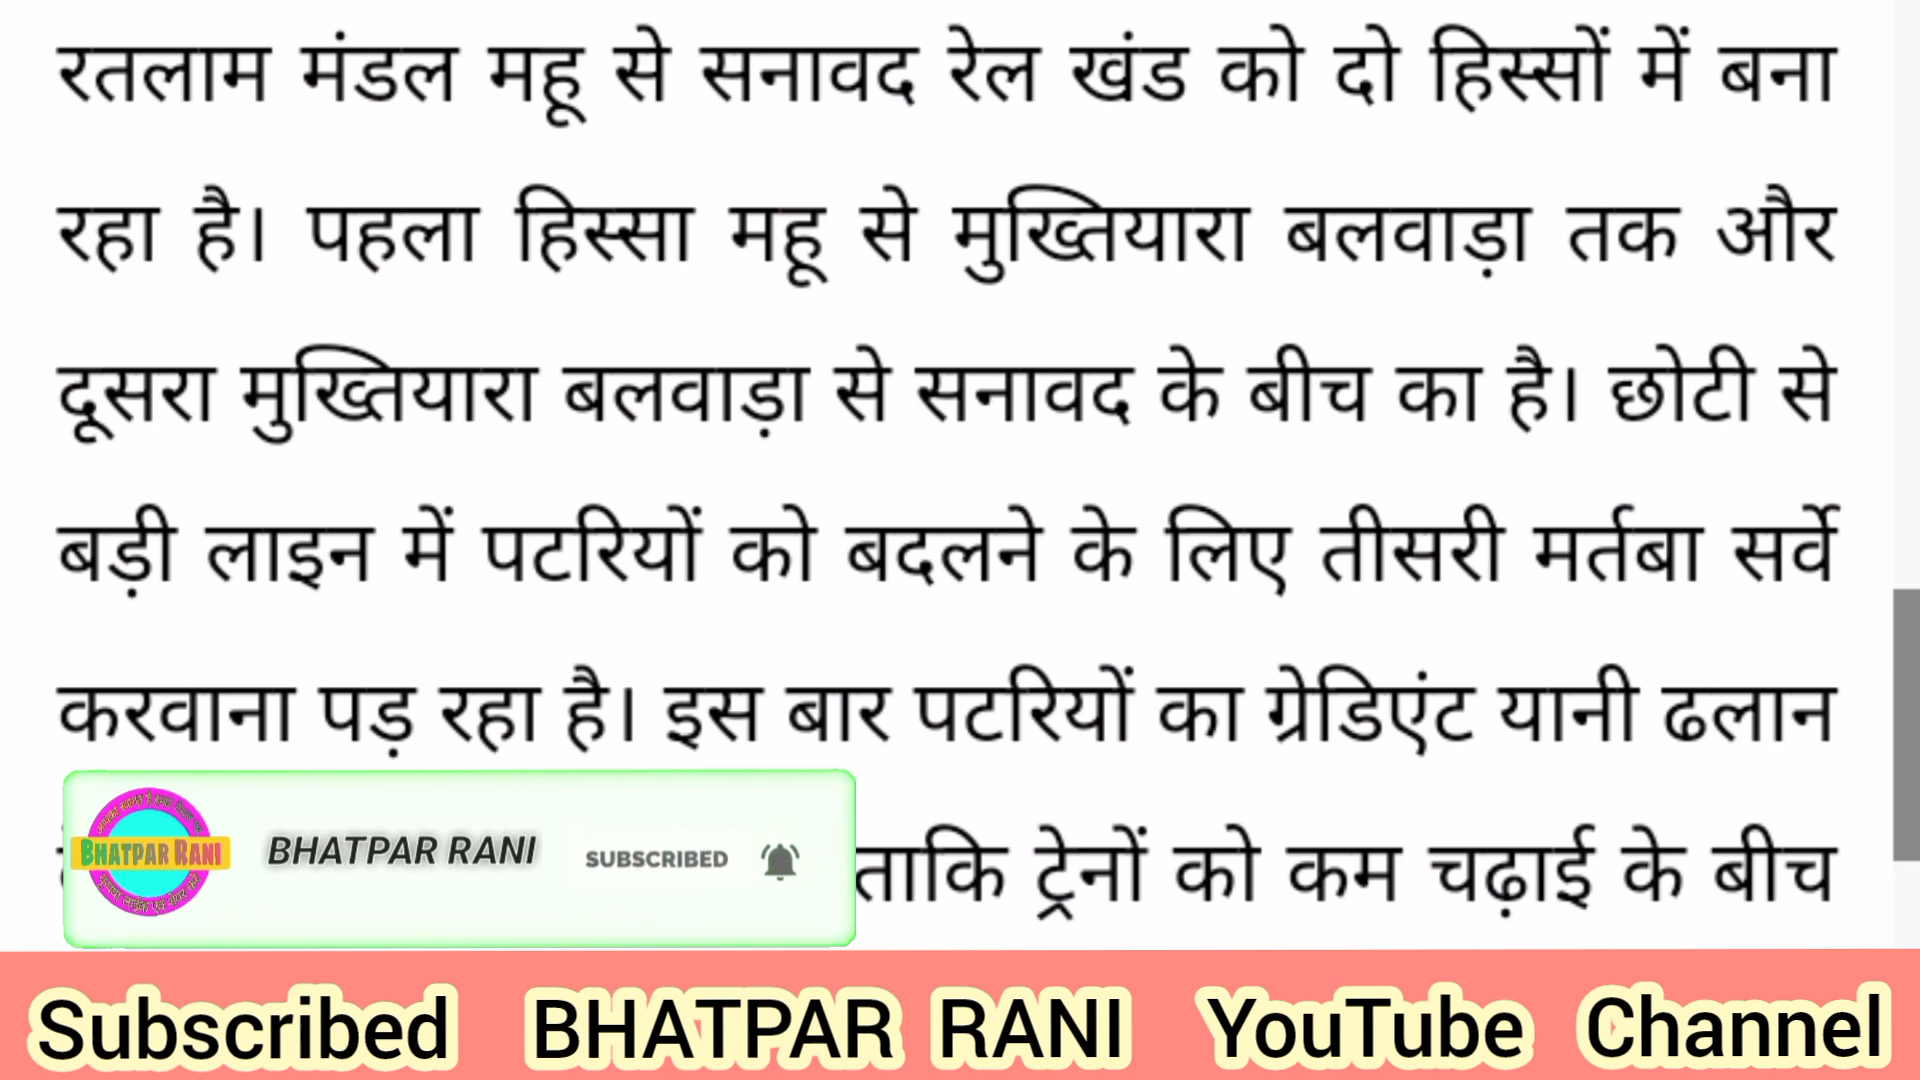 रतलाम मंडल महू से सनावद रेल खंड को दो हिस्सों में बना
रहा है। पहला हिस्सा महू से मुख्तियारा बलवाड़ा तक और
दूसरा मुख्तियारा बलवाड़ा से सनावद के बीच का है। छोटी से
बड़ी लाइन में पटरियों को बदलने के लिए तीसरी मर्तबा सर्वे
करवाना पड़ रहा है। इस बार पटरियों का ग्रेडिएंट यानी ढलान
ताकि ट्रेनों को कम चढ़ाई के बीच
BHATPAR RANI
BHATPAR RANI SUBSCRIBED
Subscribed BHATPAR RANI YouTube Channel